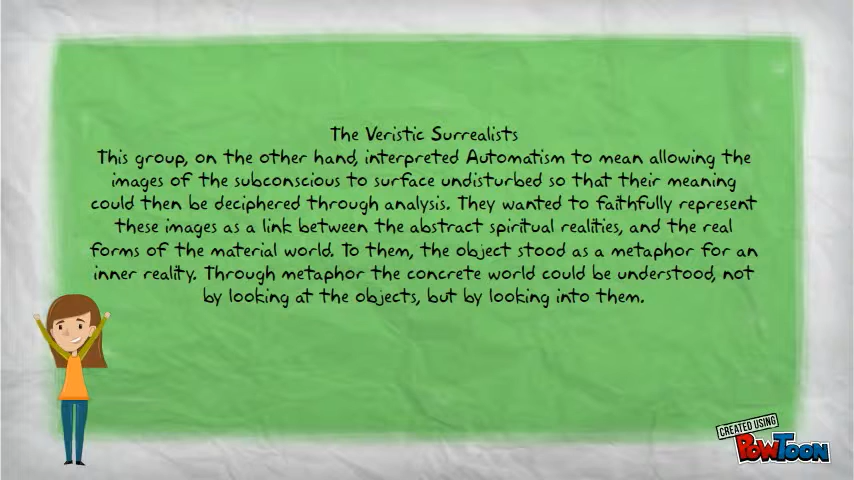 The Veristic Surrealists
This group, on the other hand, interpreted Automatism to mean allowing the
images of the subconscious to surface undisturbed so that their meaning
could then be deciphered through analysis. They wanted to faithfully represent
these images as a link between the abstract spiritual realities, and the real
forms of the material world. To them, the object stood as a metaphor for an
inner reality. Through metaphor the concrete world could be understood, not
by looking at the objects, but by looking into them.
CREATED USING
POWTOON